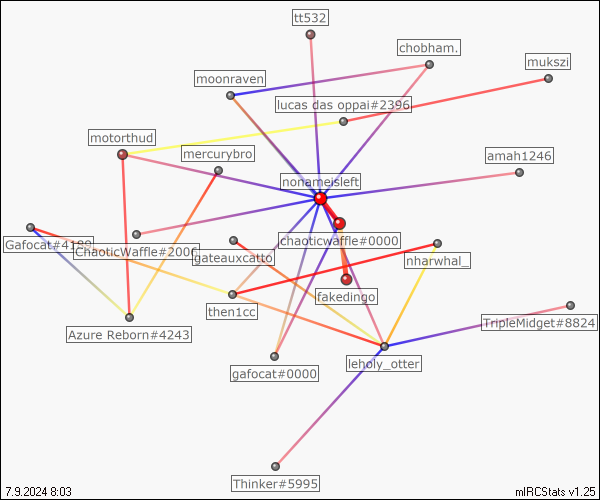 tt532
chobham.
mukszi
moonraven
lucas das oppai#2396
motorthud
mercurybro
amah1246
nonameisleft
Gafocat#4189
ChaoticWaffle#2006
chaoticwaffle#0000
gateauxcatto
nharwhal_
fakedingo
then1cc
TripleMidget#8824
Azure Reborn#4243
leholy_otter
gafocat#0000
Thinker#5995
7.9.2024 8:03
mIRCStats v1.25